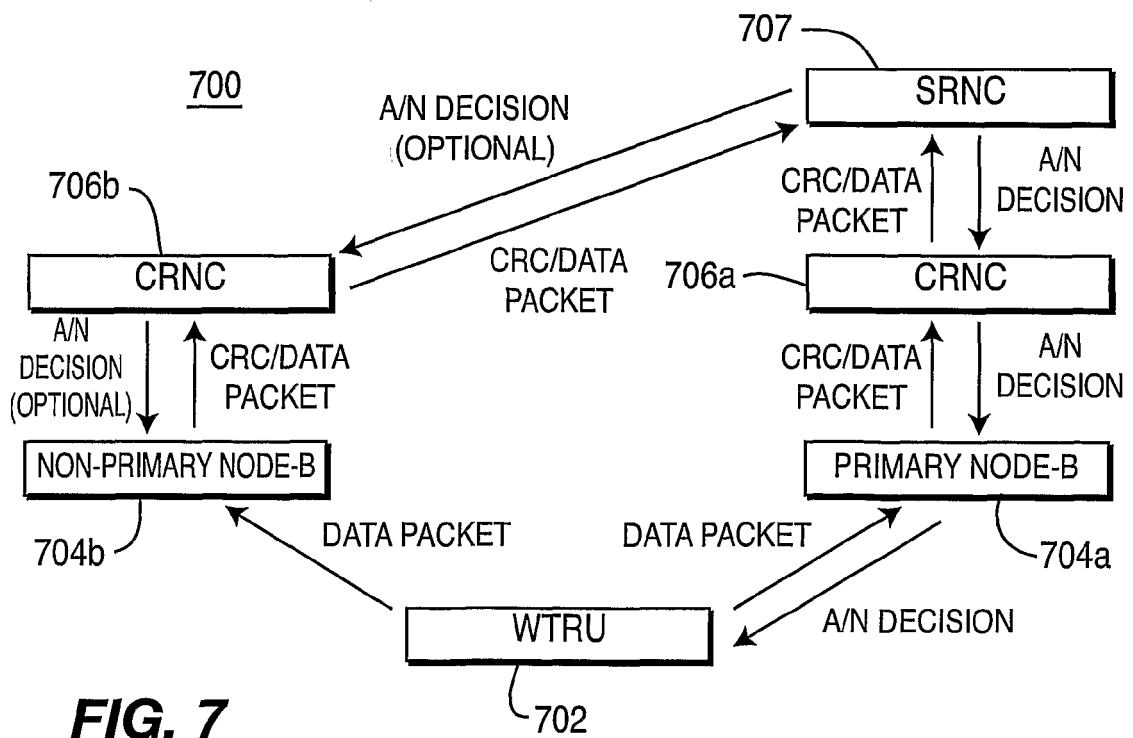 707
700
SRNC
A/N DECISION
(OPTIONAL)
706b
CRC/DATA
PACKET
A/N
DECISION
CRNC
CRC/DATA
PACKET
706a
CRNC
A/N
DECISION
(OPTIONAL)
CRC/DATA
PACKET
CRC/DATA
PACKET
A/N
DECISION
NON-PRIMARY NODE-B
PRIMARY NODE-B
704b
DATA PACKET
DATA PACKET
704a
WTRU
A/N DECISION
FIG. 7
702